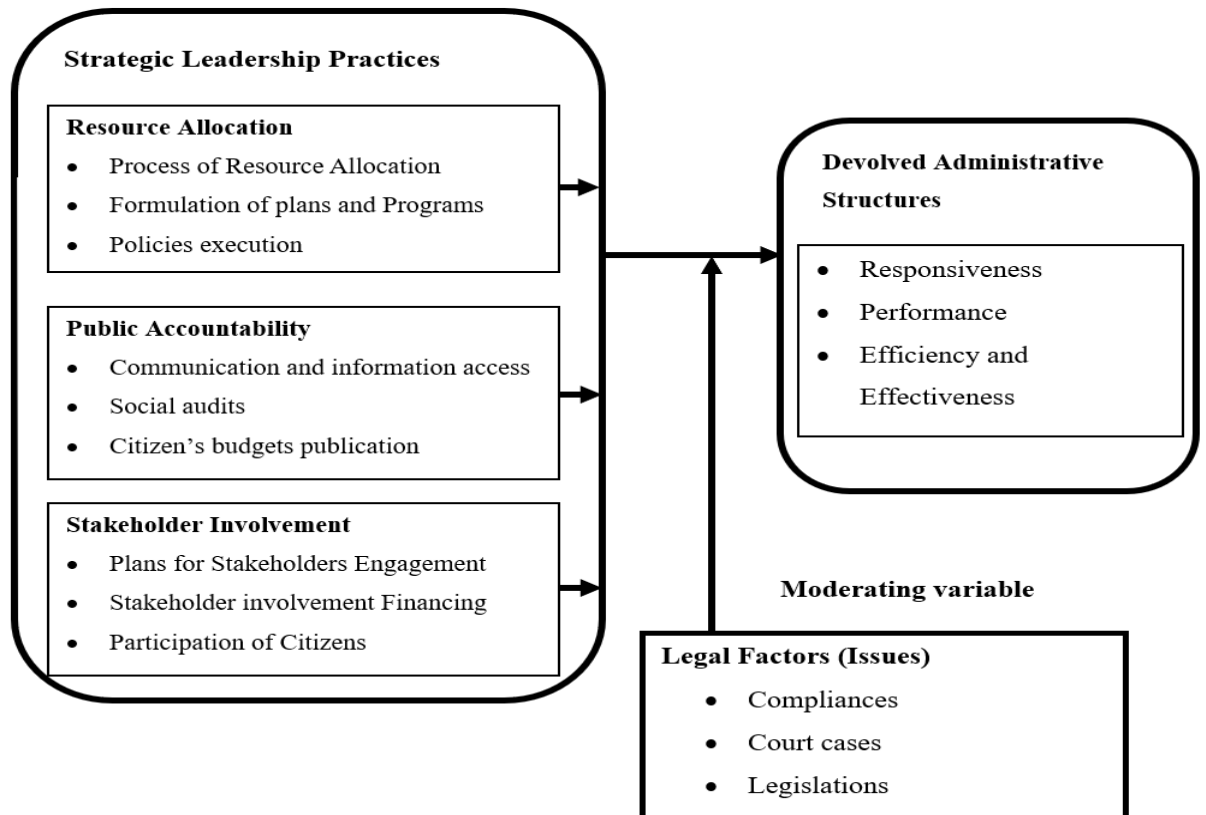 Strategic Leadership Practices
Resource Allocation
• Process of Resource Allocation
• Formulation of plans and Programs
• Policies execution
Public Accountability
• Communication and information access
• Social audits
• Citizen’s budgets publication
Stakeholder Involvement
• Plans for Stakeholders Engagement
• Stakeholder involvement Financing
• Participation of Citizens
Devolved Administrative
Structures
• Responsiveness
• Performance
• Efficiency and
Effectiveness
Moderating variable
Legal Factors (Issues)
• Compliances
• Court cases
• Legislations